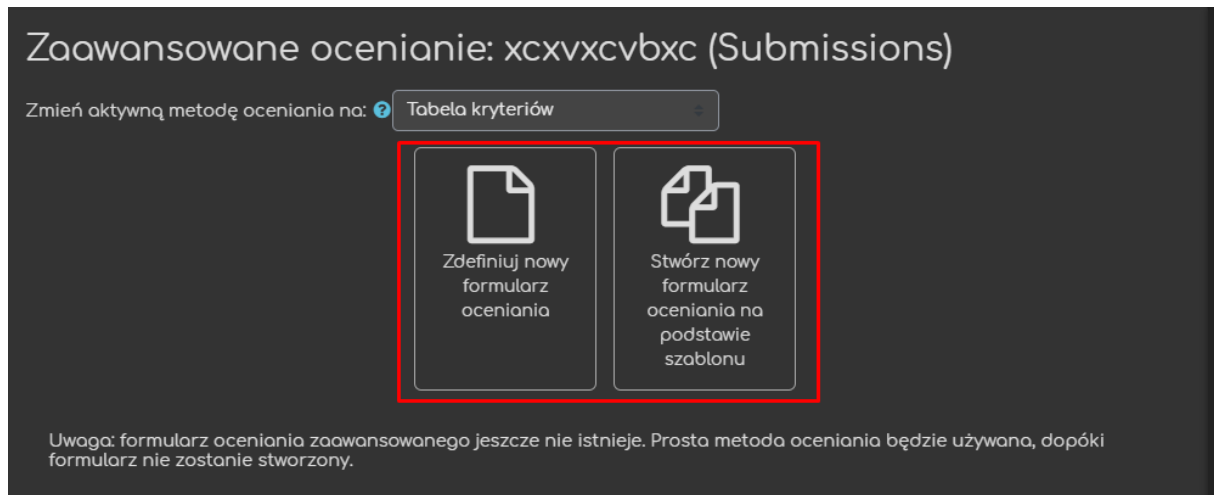 Zaawansowane ocenianie: xcxvxcvbxc (Submissions)
Zmień aktywną metodę oceniania na: ? Tabela kryteriów
Zdefiniuj nowy
formularz
oceniania
Stwórz nowy
formularz
oceniania na
podstawie
szablonu
Uwaga: formularz oceniania zaawansowanego jeszcze nie istnieje. Prosta metoda oceniania będzie używana, dopóki
formularz nie zostanie stworzony.